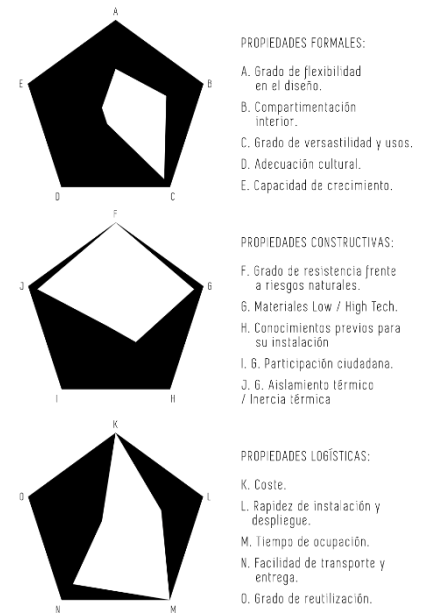 A
E
B
D
C
PROPIEDADES FORMALES:
A. Grado de flexibilidad
en el diseño.
B. Compartimentación
interior.
C. Grado de versastilidad y usos.
D. Adecuación cultural.
E. Capacidad de crecimiento.
F
J
G
I
H
PROPIEDADES CONSTRUCTIVAS:
F. Grado de resistencia frente
a riesgos naturales.
G. Materiales Low / High Tech.
H. Conocimientos previos para
su instalación
I. G. Participación ciudadana.
J. G. Aislamiento térmico
/ Inercia térmica
K
O
L
N
M
PROPIEDADES LOGÍSTICAS:
K. Coste.
L. Rapidez de instalación y
despliegue.
M. Tiempo de ocupación.
N. Facilidad de transporte y
entrega.
O. Grado de reutilización.